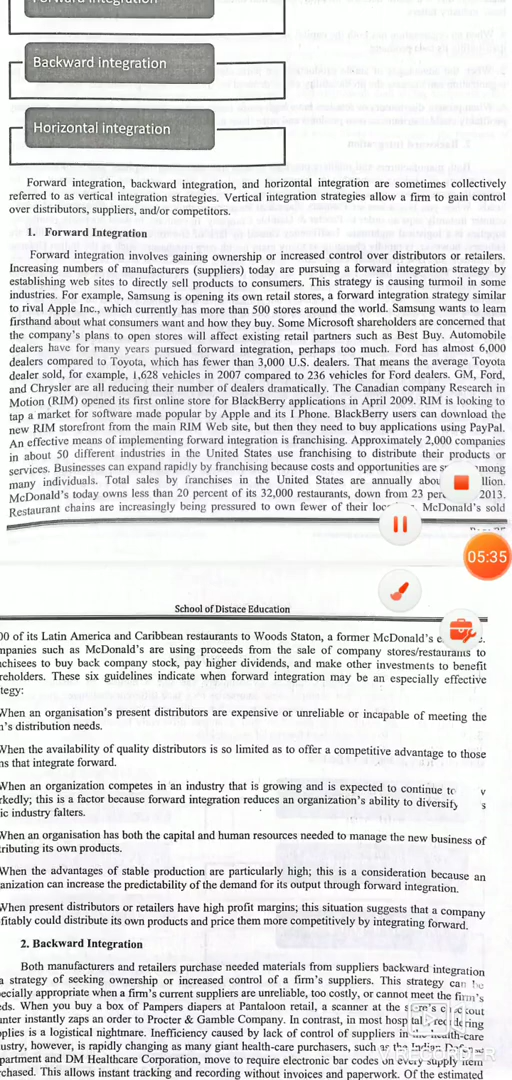 Forward integration
Backward integration
Horizontal integration
Forward integration, backward integration, and horizontal integration are sometimes collectively
referred to as vertical integration strategies. Vertical integration strategies allow a firm to gain control
over distributors, suppliers, and/or competitors.
1. Forward Integration
Forward integration involves gaining ownership or increased control over distributors or retailers.
Increasing numbers of manufacturers (suppliers) today are pursuing a forward integration strategy by
establishing web sites to directly sell products to consumers. This strategy is causing turmoil in some
industries. For example, Samsung is opening its own retail stores, a forward integration strategy similar
to rival Apple Inc., which currently has more than 500 stores around the world. Samsung wants to learn
firsthand about what consumers want and how they buy. Some Microsoft shareholders are concerned that
the company's plans to open stores will affect existing retail partners such as Best Buy. Automobile
dealers have for many years pursued forward integration, perhaps too much. Ford has almost 6,000
dealers compared to Toyota, which has fewer than 3,000 U.S. dealers. That means the average Toyota
dealer sold, for example, 1,628 vehicles in 2007 compared to 236 vehicles for Ford dealers. GM, Ford,
and Chrysler are all reducing their number of dealers dramatically. The Canadian company Research in
Motion (RIM) opened its first online store for BlackBerry applications in April 2009. RIM is looking to
tap a market for software made popular by Apple and its I Phone. BlackBerry users can download the
new RIM storefront from the main RIM Web site, but then they need to buy applications using PayPal.
An effective means of implementing forward integration is franchising. Approximately 2,000 companies
in about 50 different industries in the United States use franchising to distribute their products or
services. Businesses can expand rapidly by franchising because costs and opportunities are among
many individuals. Total sales by franchises in the United States are annually
McDonald's today owns less than 20 percent of its 32,000 restaurants, down from 23 2013.
Restaurant chains are increasingly being pressured to own fewer of their McDonald's sold
05:35
School of Distace Education
00 of its Latin America and Caribbean restaurants to Woods Staton, a former McDonald's
mpanies such as McDonald's are using proceeds from the sale of company stores/restaurants to
nchisees to buy back company stock, pay higher dividends, and make other investments to benefit
reholders. These six guidelines indicate when forward integration may be an especially effective
tegy:
When an organisation's present distributors are expensive or unreliable or incapable of meeting the
n's distribution needs.
When the availability of quality distributors is so limited as to offer a competitive advantage to those
ns that integrate forward.
When an organization competes in an industry that is growing and is expected to continue to
rkedly; this is a factor because forward integration reduces an organization's ability to diversify
ic industry falters.
When an organisation has both the capital and human resources needed to manage the new business of
tributing its own products.
When the advantages of stable production are particularly high; this is a consideration because an
anization can increase the predictability of the demand for its output through forward integration.
When present distributors or retailers have high profit margins; this situation suggests that a company
fitably could distribute its own products and price them more competitively by integrating forward.
2. Backward Integration
Both manufacturers and retailers purchase needed materials from suppliers backward integration
a strategy of seeking ownership or increased control of a firm's suppliers. This strategy can be
pecially appropriate when a firm's current suppliers are unreliable, too costly, or cannot meet the firm's
eds. When you buy a box of Pampers diapers at Pantaloon retail, a scanner at the store's
unter instantly zaps an order to Procter & Gamble Company. In contrast, in most
plies is a logistical nightmare. Inefficiency caused by lack of control of suppliers in the health-care
ustry, however, is rapidly changing as many giant health-care purchasers, such as the Indian
partment and DM Healthcare Corporation, move to require electronic bar codes on every supply item
rchased. This allows instant tracking and recording without invoices and paperwork. Of the estimated